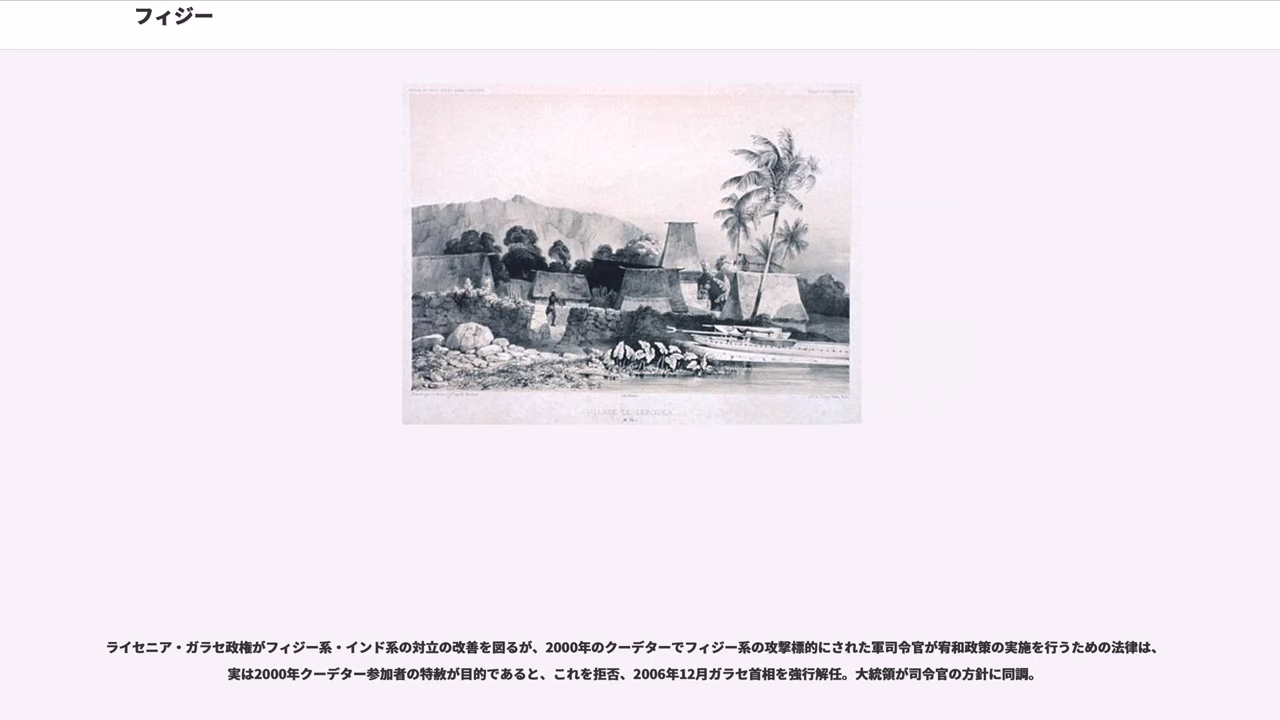 フィジー
VILLAGE DE LEBOUKA
ライセニア・ガラセ政権がフィジー系・インド系の対立の改善を図るが、2000年のクーデターでフィジー系の攻撃標的にされた軍司令官が宥和政策の実施を行うための法律は、
実は2000年クーデター参加者の特赦が目的であると、これを拒否、2006年12月ガラセ首相を強行解任。大統領が司令官の方針に同調。